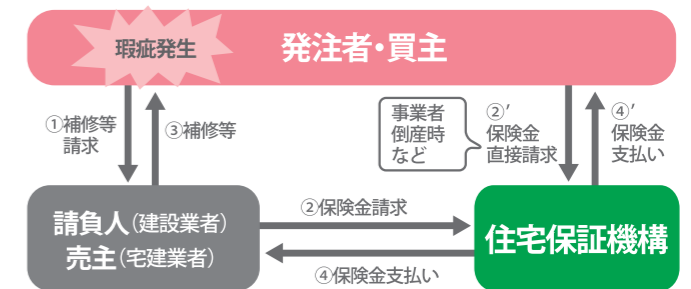 瑕疵発生
発注者・買主
①補修等
請求
③補修等
事業者
倒産時
など
②′
保険金
直接請求
④′
保険金
支払い
請負人(建設業者)
売主(宅建業者)
②保険金請求
④保険金支払い
住宅保証機構